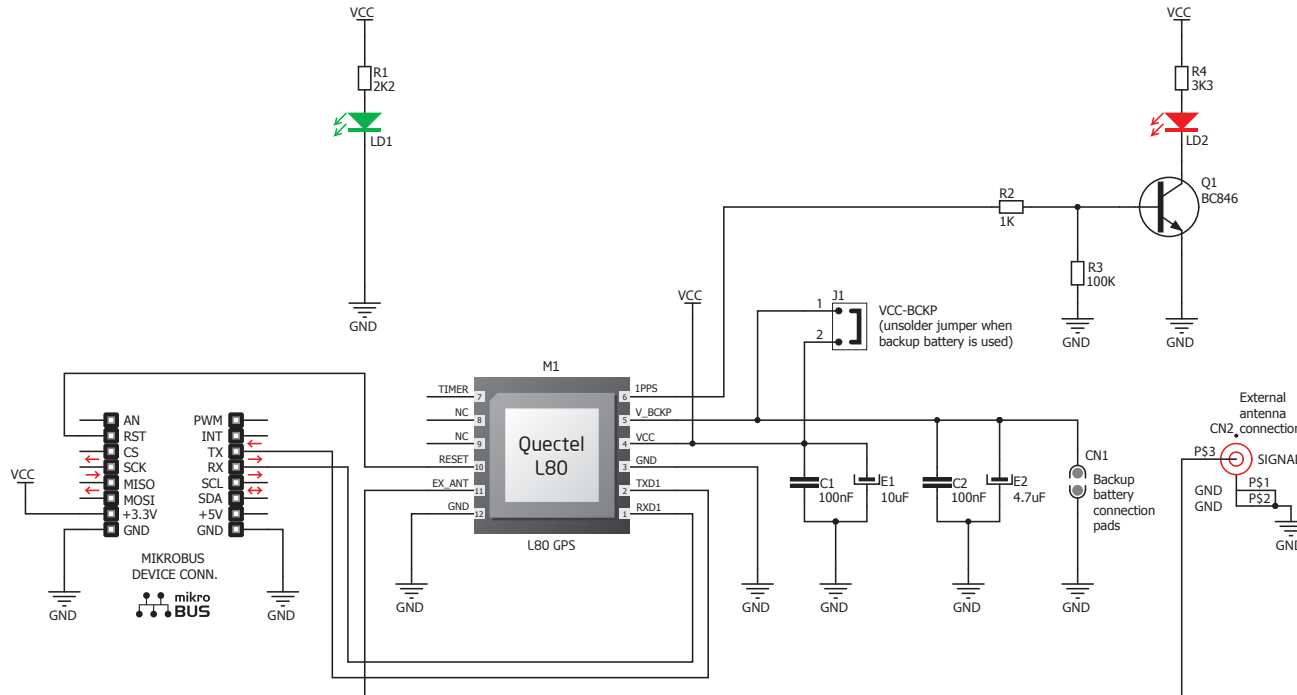 VCC
R1
2K2
LD1
GND
VCC
R4
3K3
LD2
Q1
BC846
R2
1K
R3
100K
GND
GND
VCC
J1
1
2
VCC-BCKP
(unsolder jumper when
backup battery is used)
M1
TIMER 7
NC 8
NC 9
RESET 10
EX_ANT 11
GND 12
Quectel
L80
6 1PPS
5 V_BCKP
4 VCC
3 GND
2 TXD1
1 RXD1
L80 GPS
AN
RST
CS
SCK
MISO
MOSI
+3.3V
GND
PWM
INT
TX
RX
SCL
SDA
+5V
GND
VCC
MIKROBUS
DEVICE CONN.
mikro
BUS
GND
GND
GND
GND
C1
100nF
E1
10uF
GND
C2
100nF
E2
4.7uF
GND
CN1
Backup
battery
connection
pads
GND
External
antenna
CN2 connection
P$3
SIGNAL
P$1
P$2
GND
GND
GND